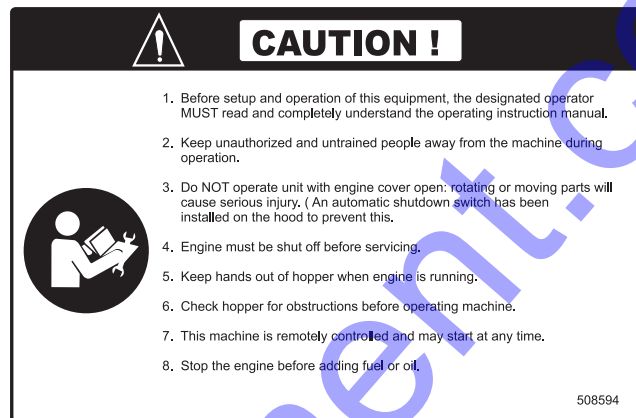 CAUTION !
1. Before setup and operation of this equipment, the designated operator
MUST read and completely understand the operating instruction manual.
2. Keep unauthorized and untrained people away from the machine during
operation.
3. Do NOT operate unit with engine cover open: rotating or moving parts will
cause serious injury. ( An automatic shutdown switch has been
installed on the hood to prevent this.
4. Engine must be shut off before servicing.
5. Keep hands out of hopper when engine is running.
6. Check hopper for obstructions before operating machine.
7. This machine is remotely controlled and may start at any time.
8. Stop the engine before adding fuel or oil.
508594
ment.c